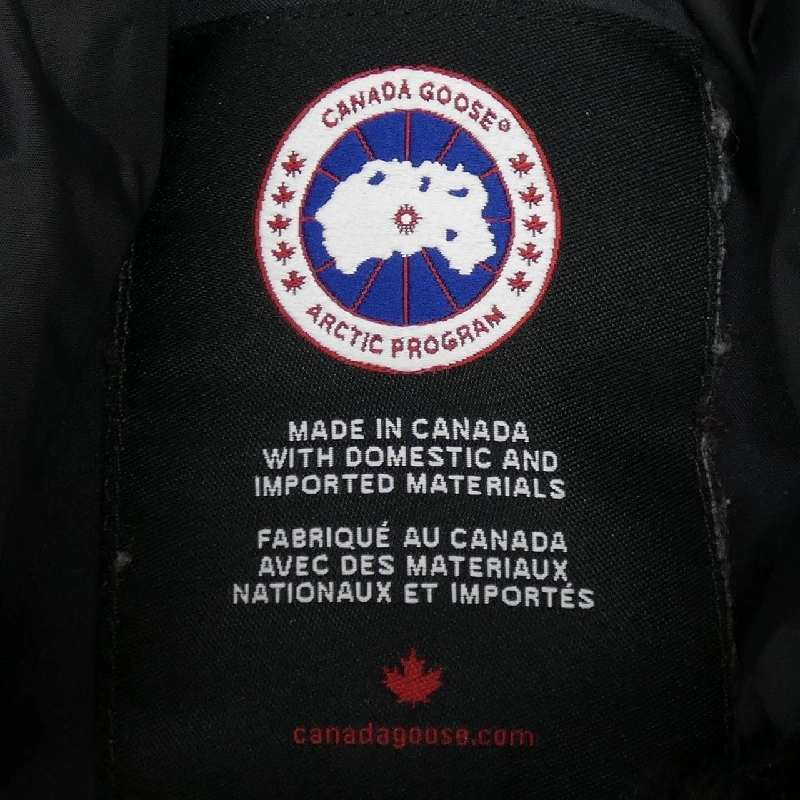 CANADA GOOSE®
ARCTIC PROGRAM
MADE IN CANADA
WITH DOMESTIC AND
IMPORTED MATERIALS
FABRIQUÉ AU CANADA
AVEC DES MATERIAUX
NATIONAUX ET IMPORTÉS
canadagoose.com